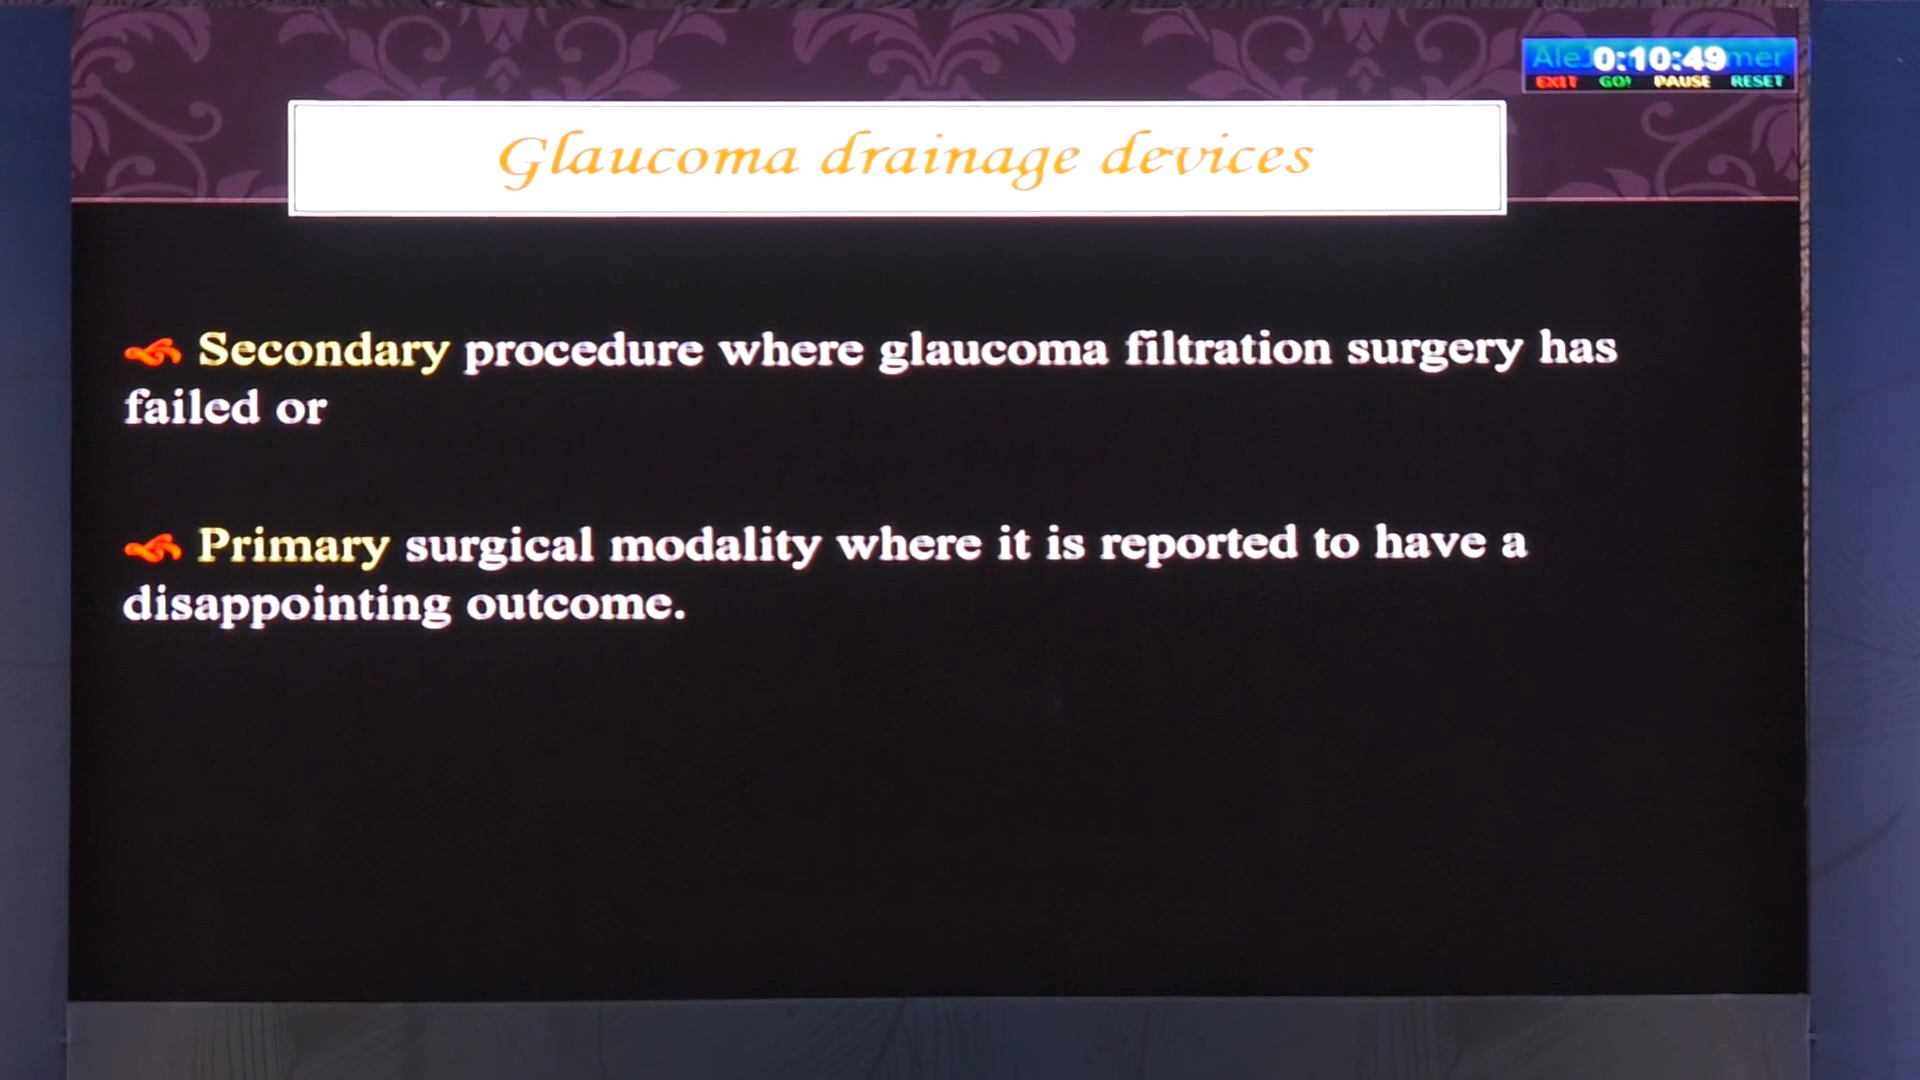 0:10:49
EXIT GO! PAUSE RESET
Glaucoma drainage devices
Secondary procedure where glaucoma filtration surgery has
failed or
Primary surgical modality where it is reported to have a
disappointing outcome.